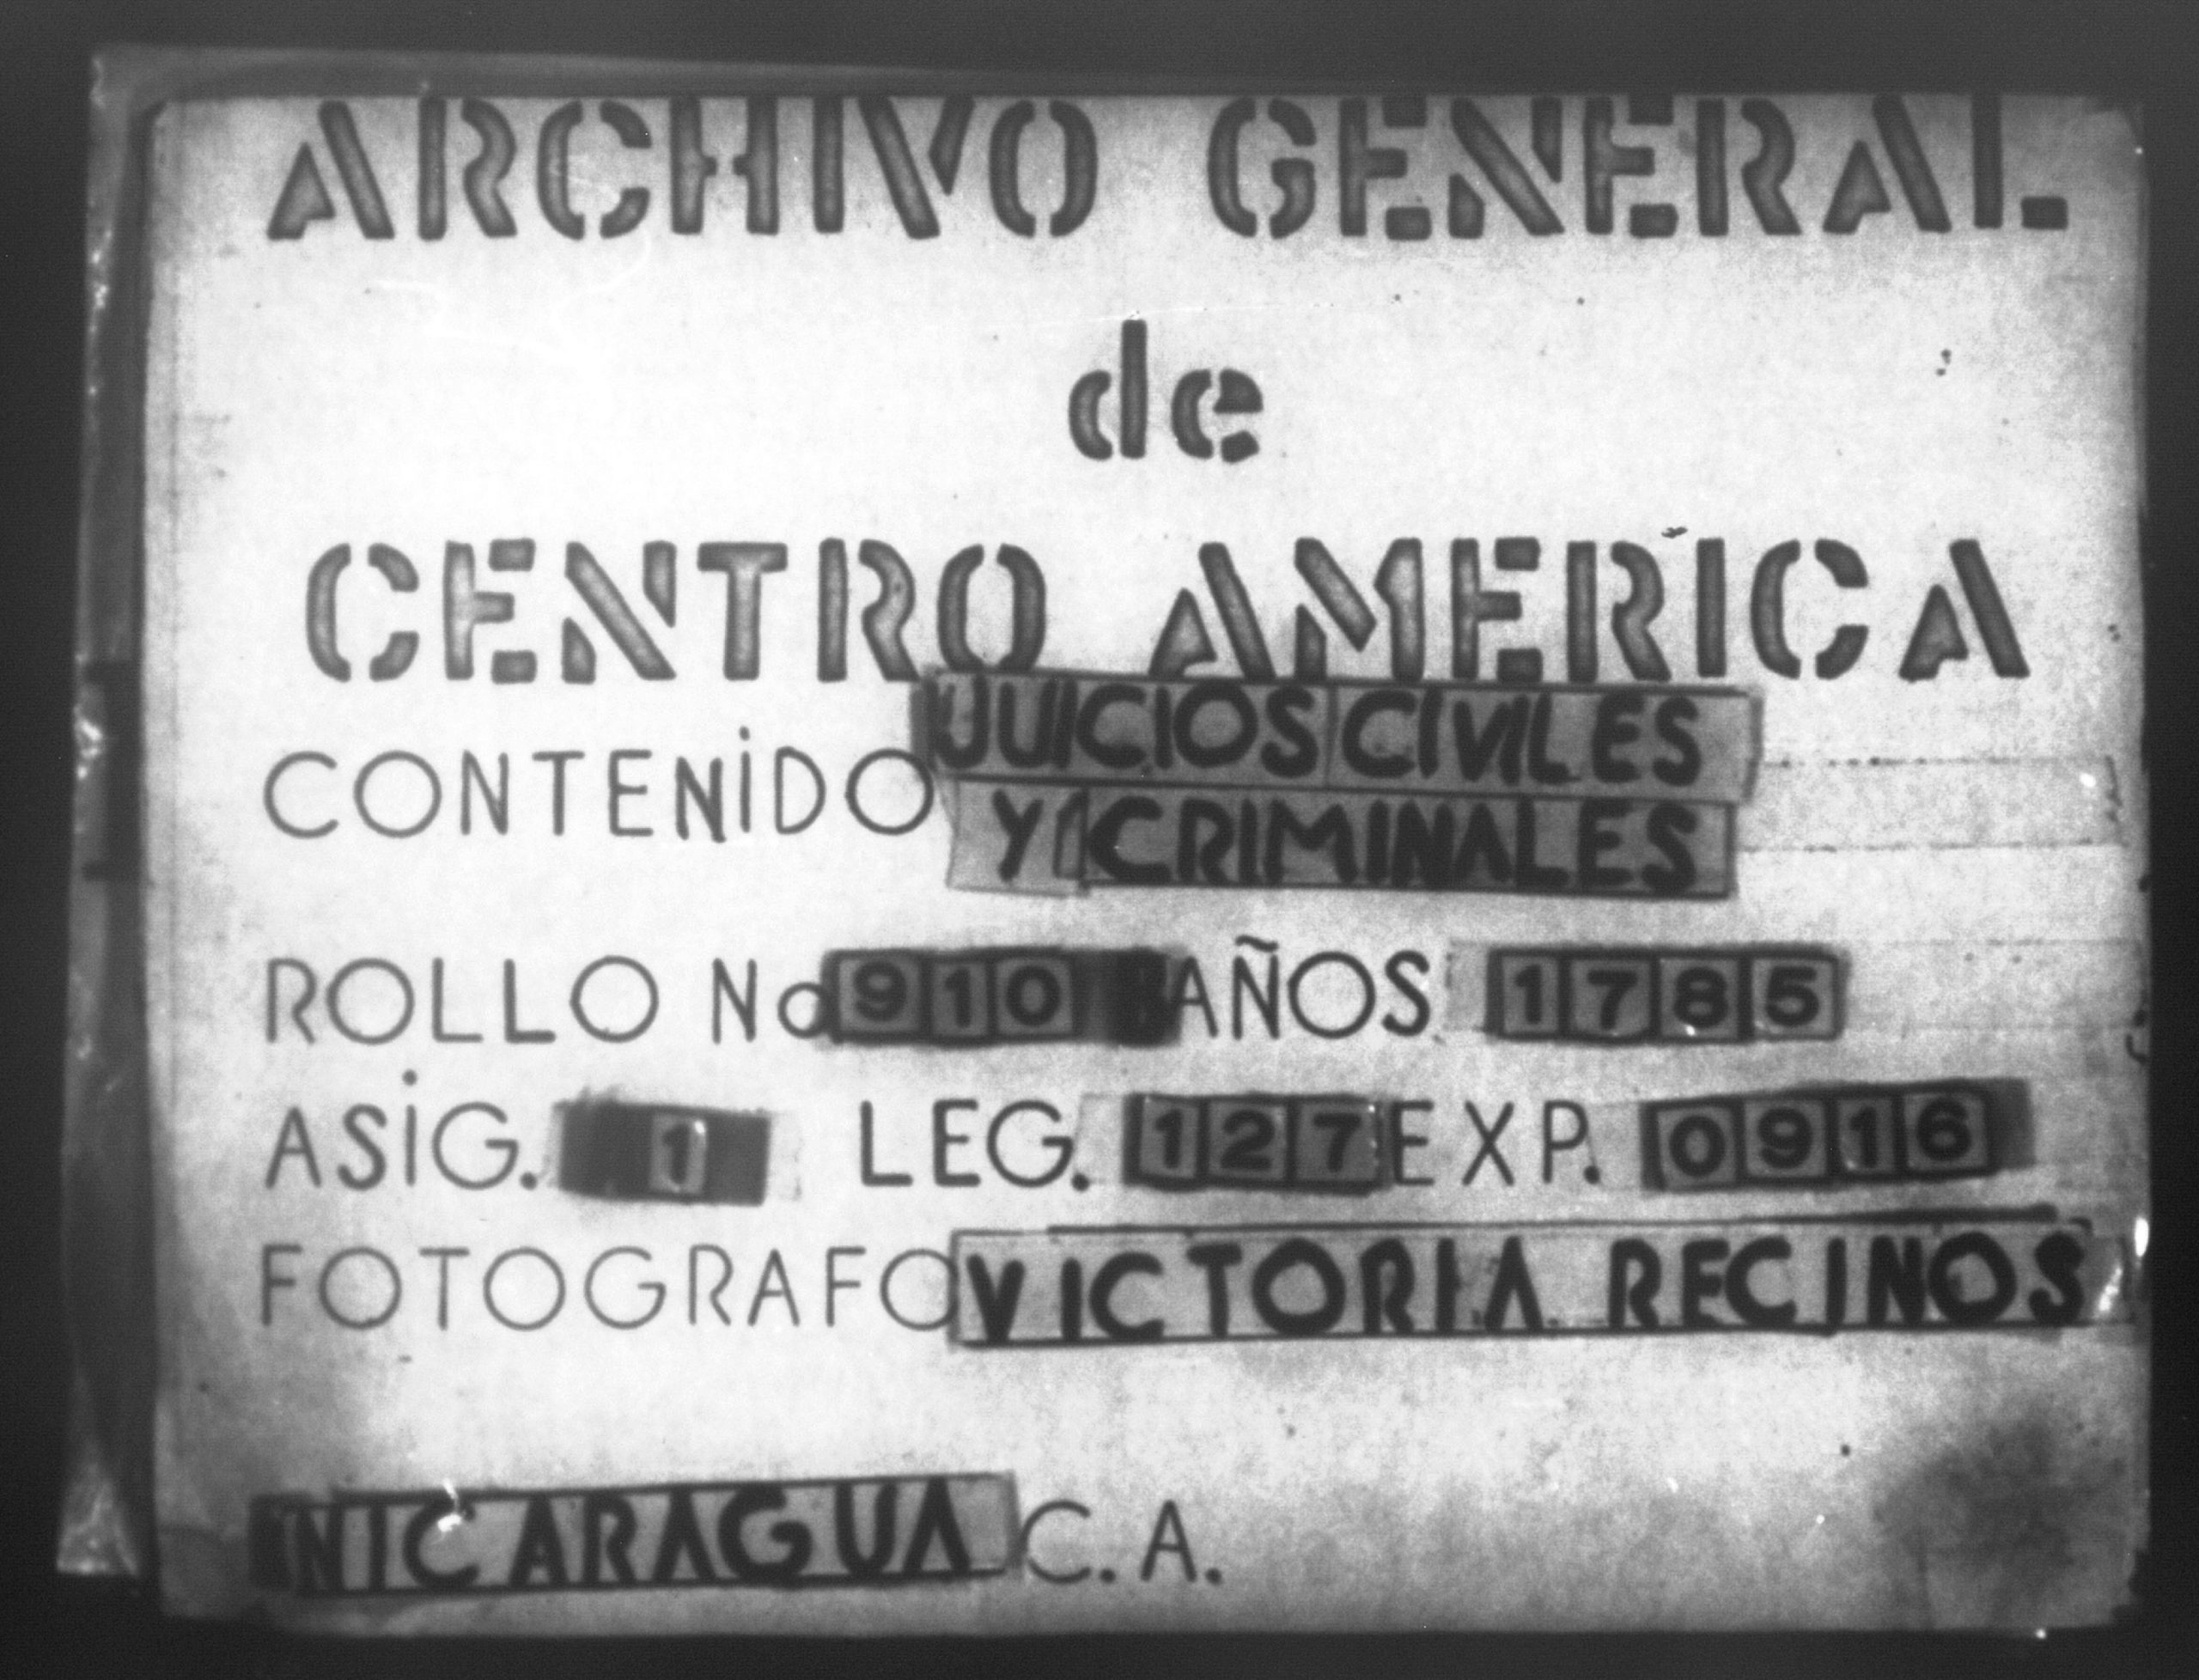 ARCHIVO GENERAL
de
CENTRO AMERICA
CONTENIDO JUICIOS CIVILES
Y CRIMINALES
ROLLO No 910 AÑOS 1785
ASIG. 1 LEG. 127 EXP. 0916
FOTOGRAFO VICTORIA RECINOS
NICARAGUA C. A.